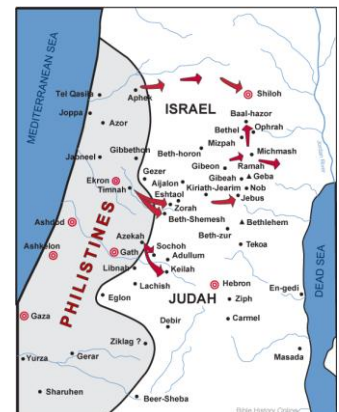 MEDITERRANEAN SEA
Tel Qasila
Aphek
ISRAEL
Shiloh
Joppa
Azor
Baal-hazor
Bethel
Ophrah
Jabneel
Gibbethon
Mizpah
Beth-horon
Michmash
Gezer
Gibeon
Ramah
Ekron
Aijalon
Gibeah
Geba
Timnah
Eshtaol
Kiriath-Jearim
Nob
Zorah
Jebus
Jordan River
Ashdod
Beth-Shemesh
PHILISTINES
Bethlehem
Azekah
Beth-zur
Ashkelon
Gath
Sochoh
Tekoa
Adullum
Libnah
Keilah
DEAD SEA
Lachish
Hebron
En-gedi
Eglon
JUDAH
Ziph
Gaza
Debir
Carmel
Ziklag ?
Yurza
Gerar
Masada
Sharuhen
Beer-Sheba
Bible History Online